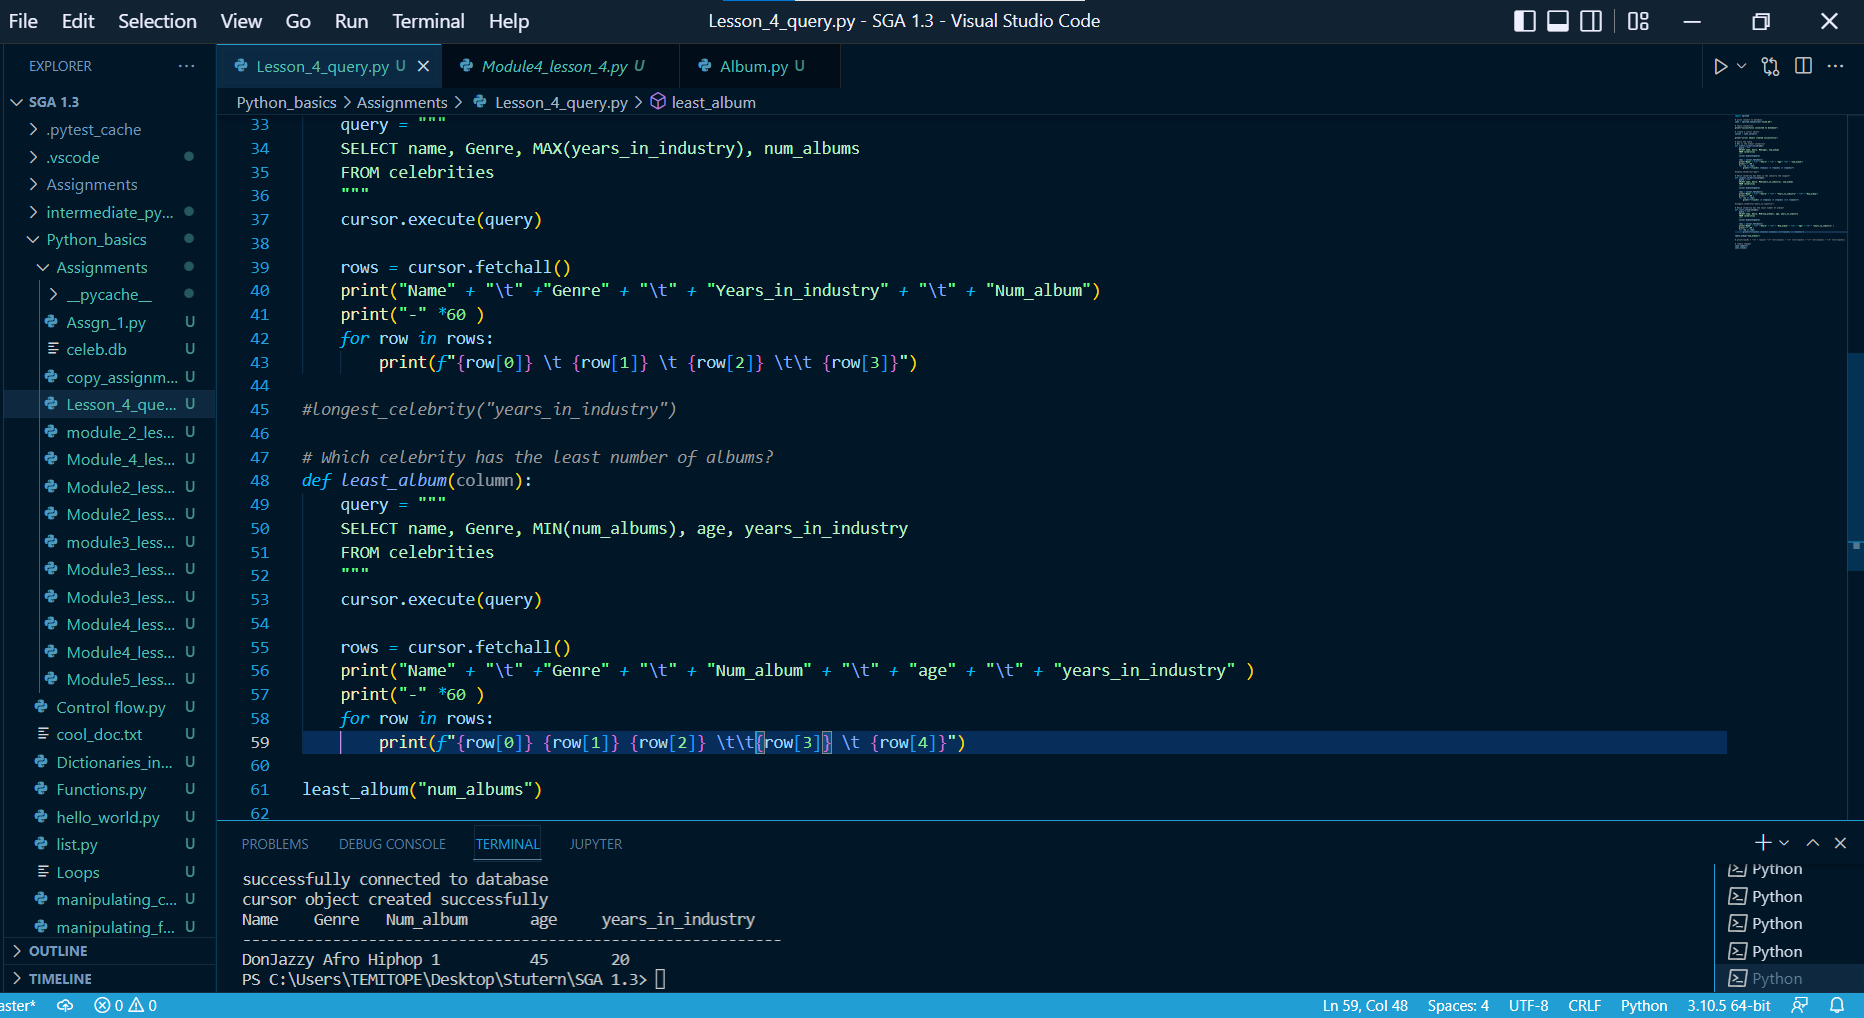 File Edit Selection View Go Run Terminal Help
Lesson_4_query.py - SGA 1.3 - Visual Studio Code
EXPLORER ...
SGA 1.3
.pytest_cache
.vscode
Assignments
intermediate_py...
Python_basics
Assignments
__pycache__
Assgn_1.py U
celeb.db U
copy_assignm... U
Lesson_4_que... U
module_2_les... U
Module_4_les... U
Module2_less... U
Module2_less... U
module3_less... U
Module3_less... U
Module3_less... U
Module4_less... U
Module4_less... U
Module5_less... U
Control flow.py U
cool_doc.txt U
Dictionaries_in... U
Functions.py U
hello_world.py U
list.py U
Loops U
manipulating_c... U
manipulating_f... U
OUTLINE
TIMELINE
Lesson_4_query.py U Module4_lesson_4.py U Album.py U
Python_basics > Assignments > Lesson_4_query.py > least_album
33 query = """
34 SELECT name, Genre, MAX(years_in_industry), num_albums
35 FROM celebrities
36 """
37 cursor.execute(query)
38
39 rows = cursor.fetchall()
40 print("Name" + "\t" +"Genre" + "\t" + "Years_in_industry" + "\t" + "Num_album")
41 print("-" *60 )
42 for row in rows:
43 print(f"{row[0]} \t {row[1]} \t {row[2]} \t\t {row[3]}")
44
45 #longest_celebrity("years_in_industry")
46
47 # Which celebrity has the least number of albums?
48 def least_album(column):
49 query = """
50 SELECT name, Genre, MIN(num_albums), age, years_in_industry
51 FROM celebrities
52 """
53 cursor.execute(query)
54
55 rows = cursor.fetchall()
56 print("Name" + "\t" +"Genre" + "\t" + "Num_album" + "\t" + "age" + "\t" + "years_in_industry" )
57 print("-" *60 )
58 for row in rows:
59 print(f"{row[0]} {row[1]} {row[2]} \t\t{row[3]} \t {row[4]}")
60
61 least_album("num_albums")
62
PROBLEMS DEBUG CONSOLE TERMINAL JUPYTER
successfully connected to database
cursor object created successfully
Name Genre Num_album age years_in_industry
------------------------------------------------------------
DonJazzy Afro Hiphop 1 45 20
PS C:\Users\TEMITOPE\Desktop\Stutern\SGA 1.3>
Python
Python
Python
Python
Python
aster* 0 0 Ln 59, Col 48 Spaces: 4 UTF-8 CRLF Python 3.10.5 64-bit